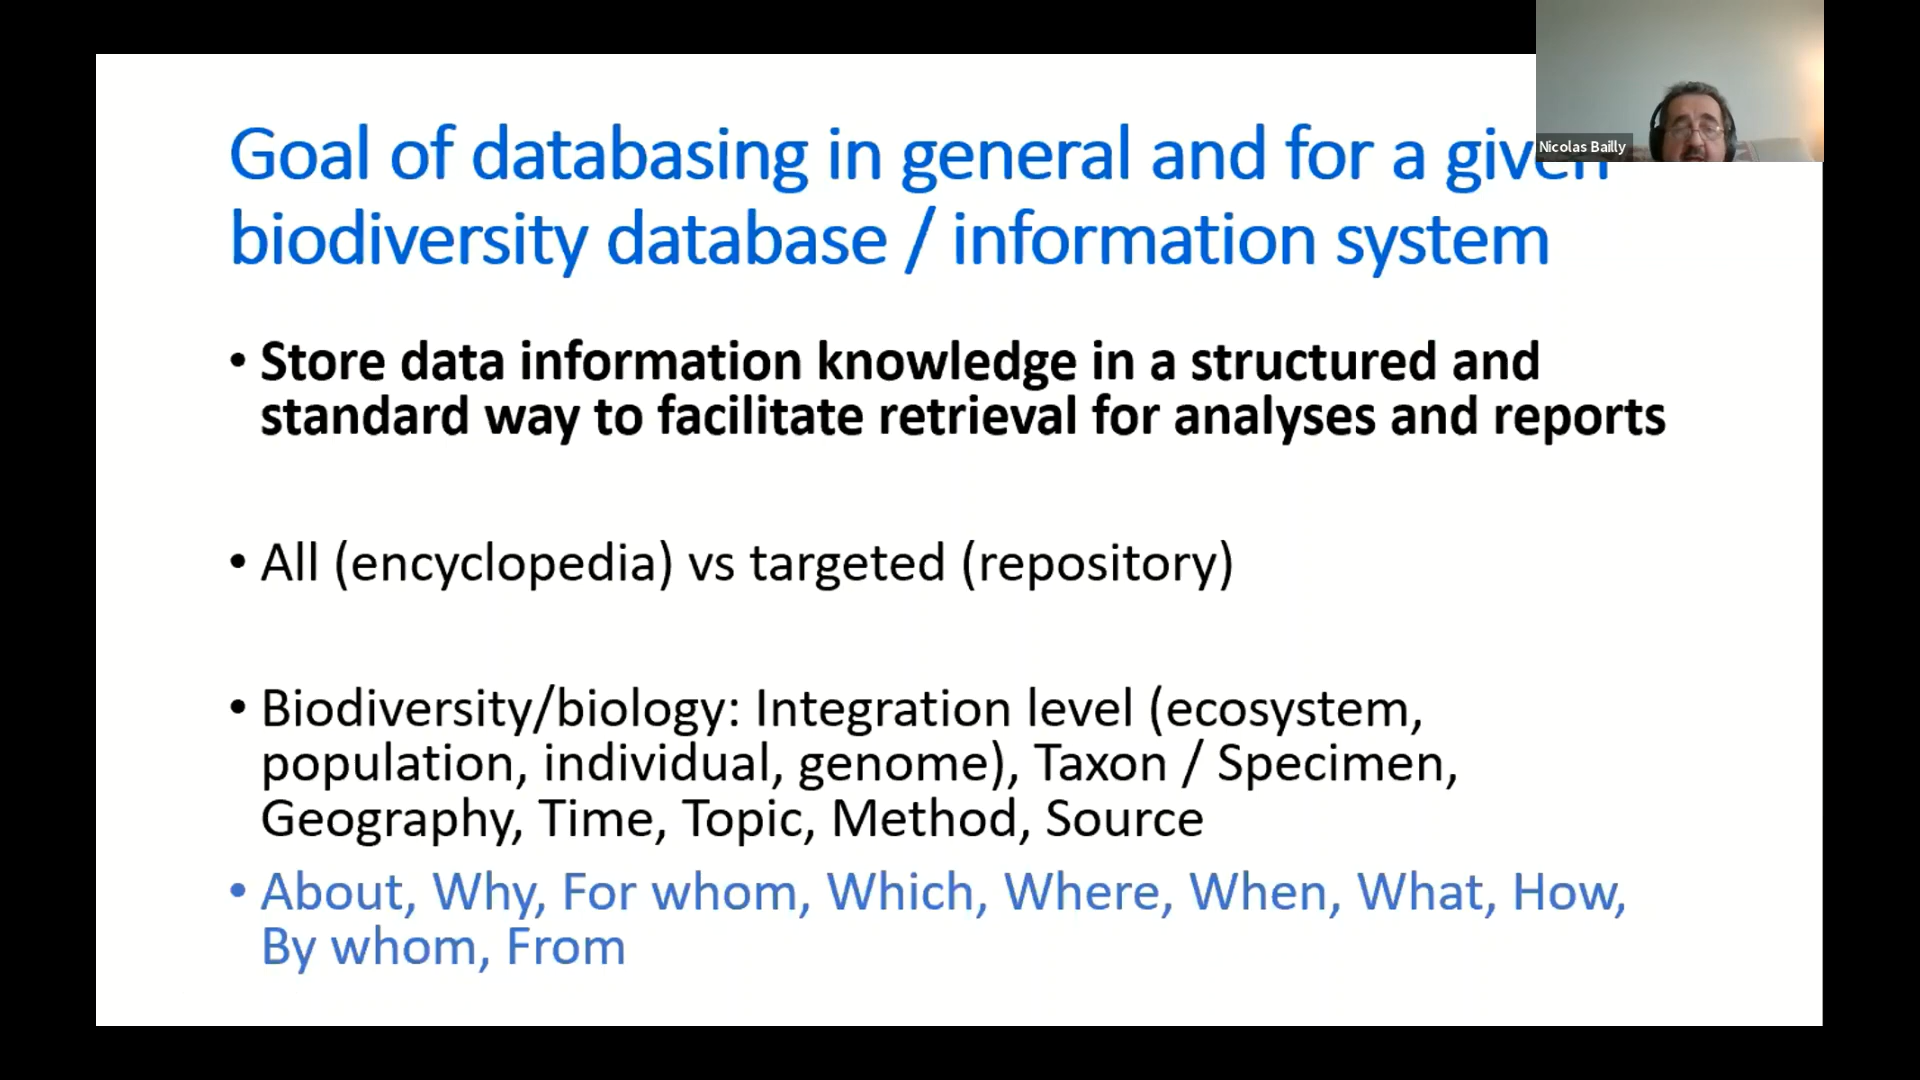 Goal of databasing in general and for a given
biodiversity database / information system
Nicolas Bailly
• Store data information knowledge in a structured and
standard way to facilitate retrieval for analyses and reports
• All (encyclopedia) vs targeted (repository)
• Biodiversity/biology: Integration level (ecosystem,
population, individual, genome), Taxon / Specimen,
Geography, Time, Topic, Method, Source
• About, Why, For whom, Which, Where, When, What, How,
By whom, From